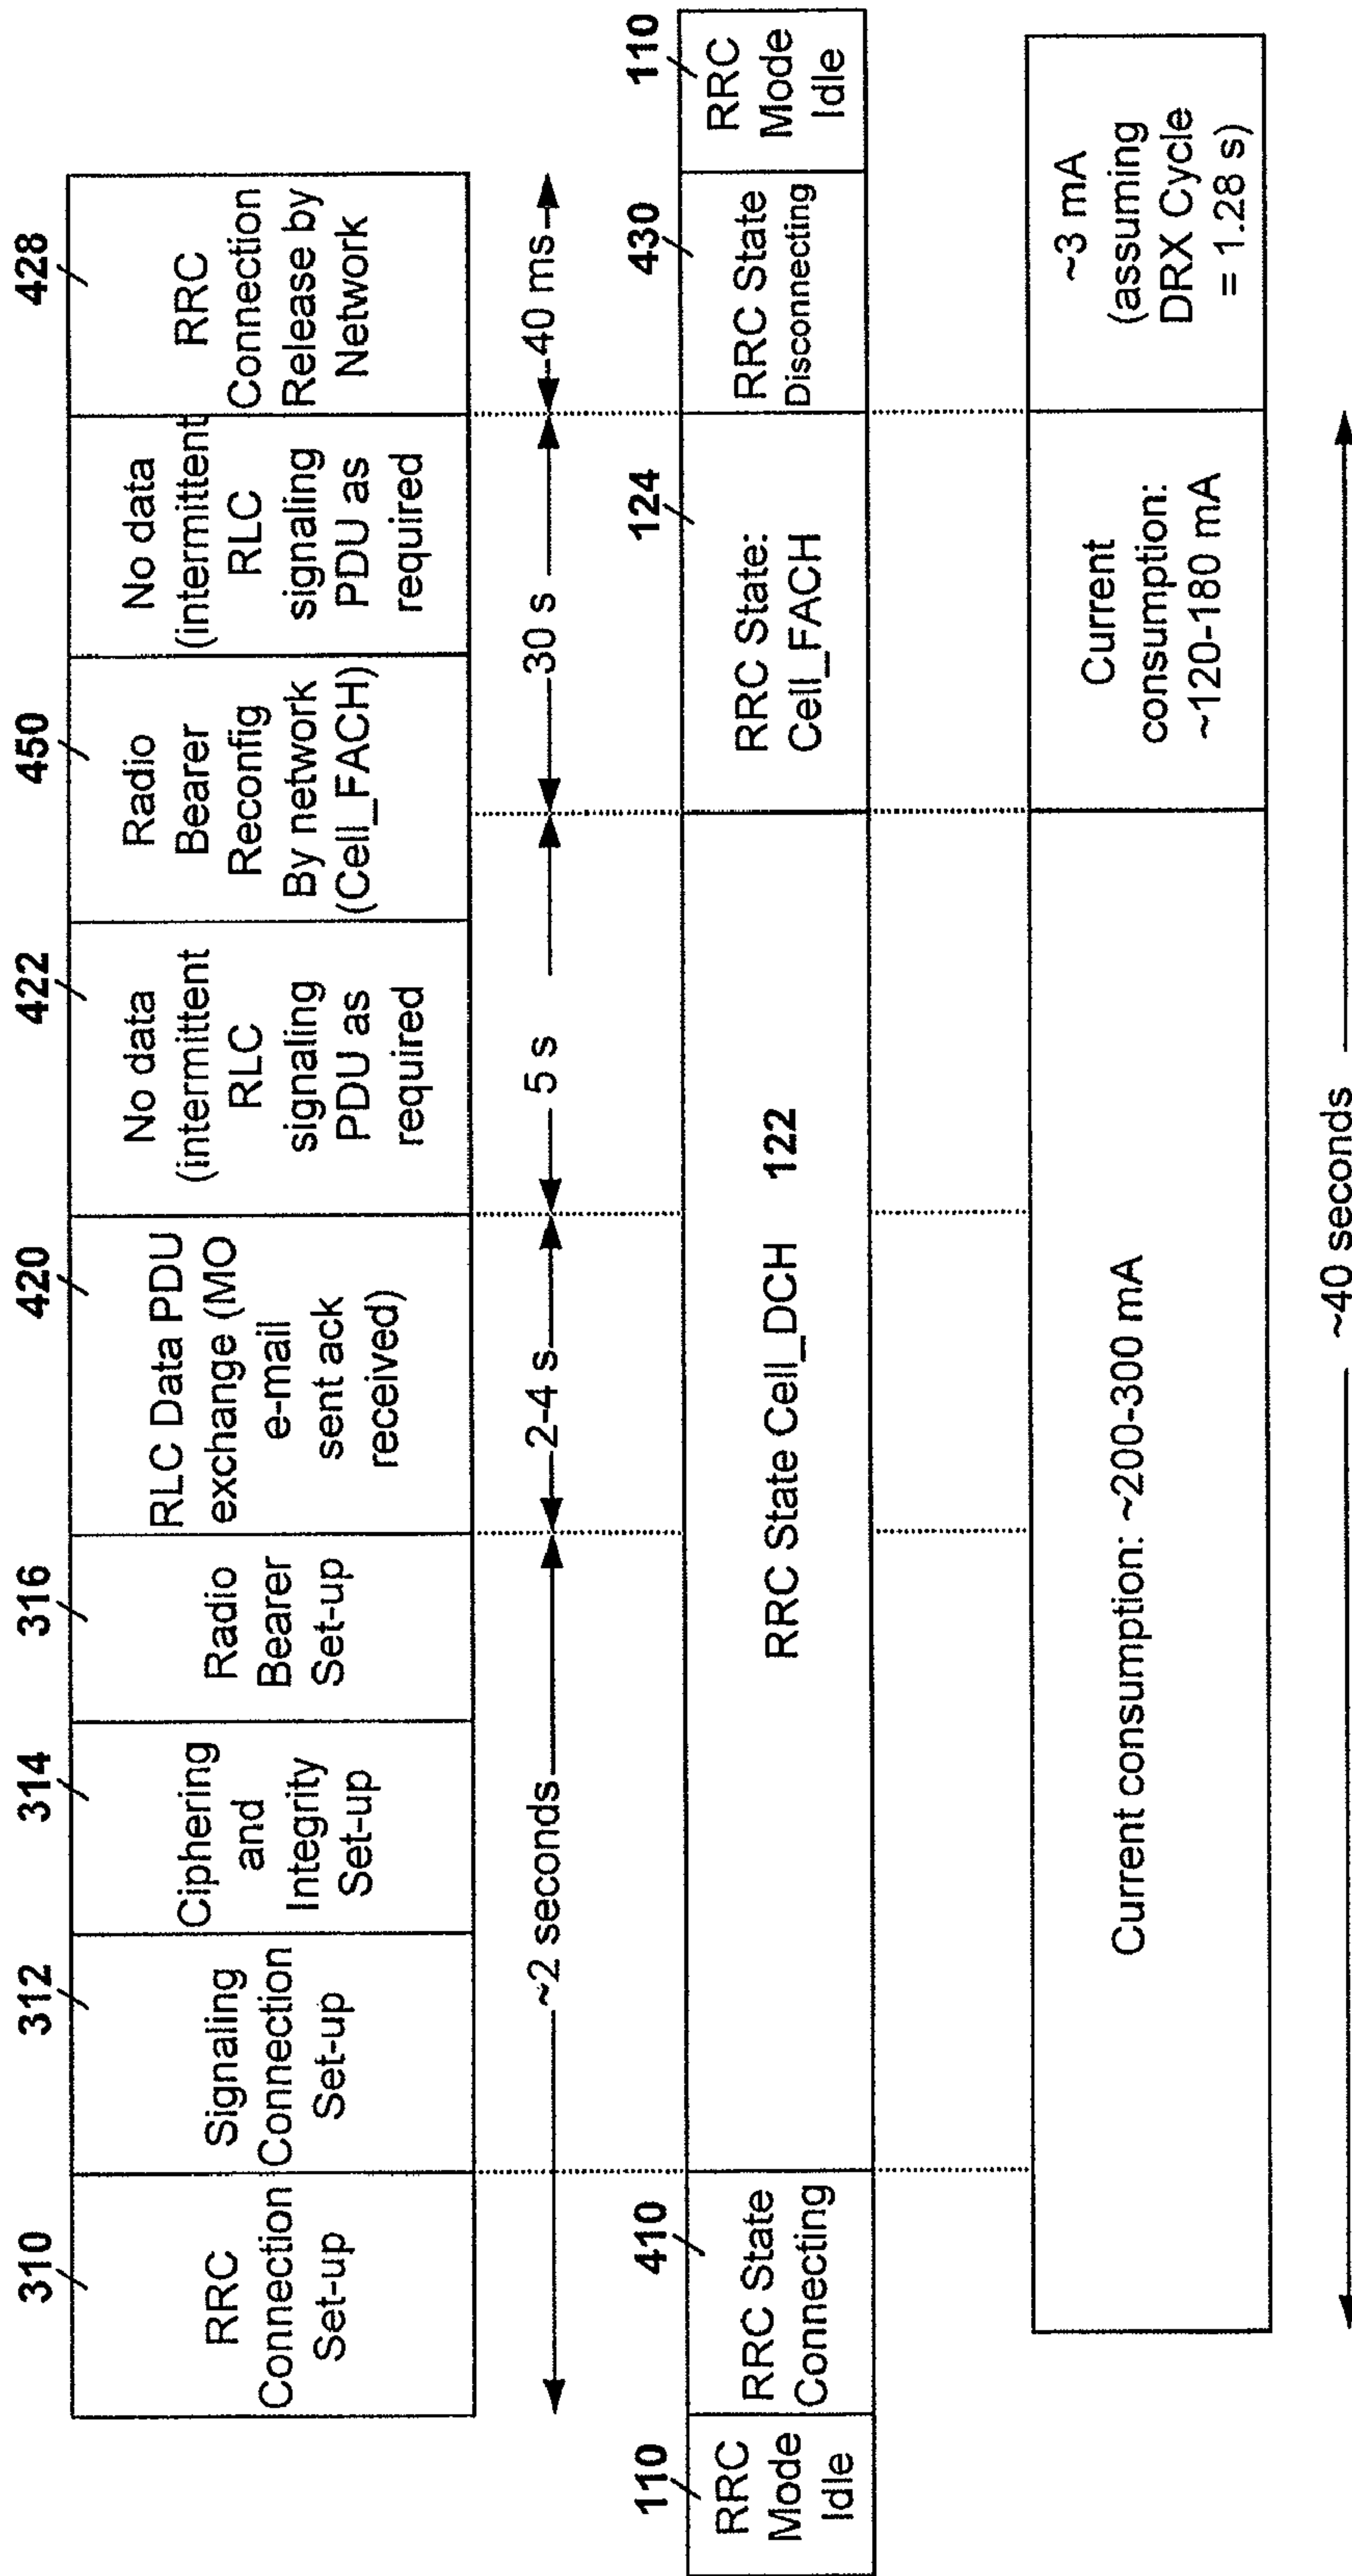 310
RRC
Connection
Set-up
312
Signaling
Connection
Set-up
314
Ciphering
and
Integrity
Set-up
316
Radio
Bearer
Set-up
420
RLC Data PDU
exchange (MO
e-mail
sent ack
received)
422
No data
(intermittent
RLC
signaling
PDU as
required
450
Radio
Bearer
Reconfig
By network
(Cell_FACH)
No data
(intermittent
RLC
signaling
PDU as
required
428
RRC
Connection
Release by
Network
~2 seconds
2-4 s
5 s
30 s
40 ms
110
RRC
Mode
Idle
410
RRC State
Connecting
RRC State Cell_DCH 122
124
RRC State:
Cell_FACH
430
RRC State
Disconnecting
110
RRC
Mode
Idle
Current consumption: ~200-300 mA
Current
consumption:
~120-180 mA
~3 mA
(assuming
DRX Cycle
= 1.28 s)
~40 seconds